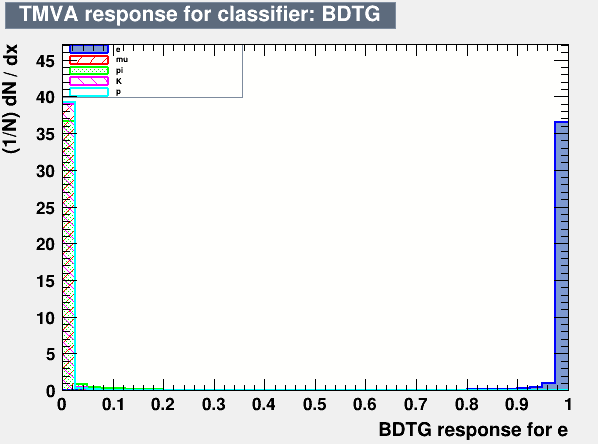 TMVA response for classifier: BDTG
(1/N) dN / dx
45
40
35
30
25
20
15
10
5
0
e
mu
pi
K
p
0 0.1 0.2 0.3 0.4 0.5 0.6 0.7 0.8 0.9 1
BDTG response for e